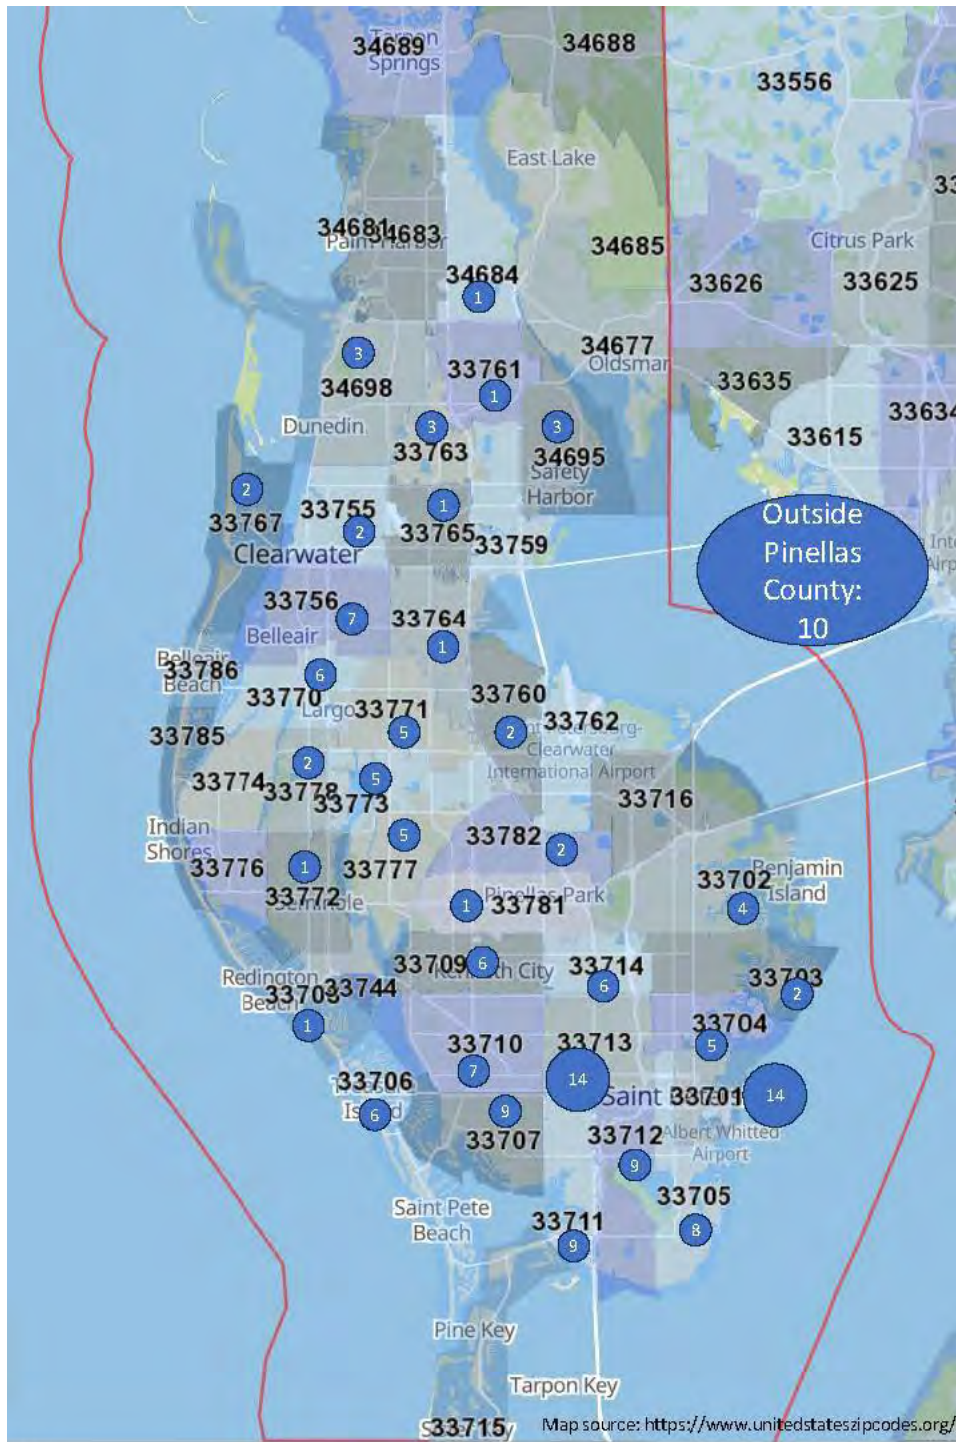 34689
Tarpon
Springs
34688
33556
East Lake
34681
34683
Palm Harbor
34685
Citrus Park
34684
1
33626
33625
3
34698
33761
1
34677
Oldsmar
33635
33634
Dunedin
3
33763
3
34695
Safety
Harbor
33615
2
33767
33755
2
1
33765
33759
Clearwater
Outside
Pinellas
County:
10
33756
7
Belleair
33764
1
Beach
33786
6
33770
Largo
33771
5
33760
2
33762
Clearwater
International Airport
33785
33774
2
33778
5
33773
33716
Indian
Shores
5
33782
2
33776
1
33772
33777
Pinellas Park
Benjamin
Island
33702
4
1
33781
33709
6
33714
6
Redington
Beach
33744
1
33703
2
33704
5
33710
7
33713
14
33706
6
9
33707
Saint
33701
14
33712
9
Albert Whitted
Airport
33705
8
Saint Pete
Beach
33711
9
Pine Key
Tarpon Key
33715
Map source: https://www.unitedstateszipcodes.org/